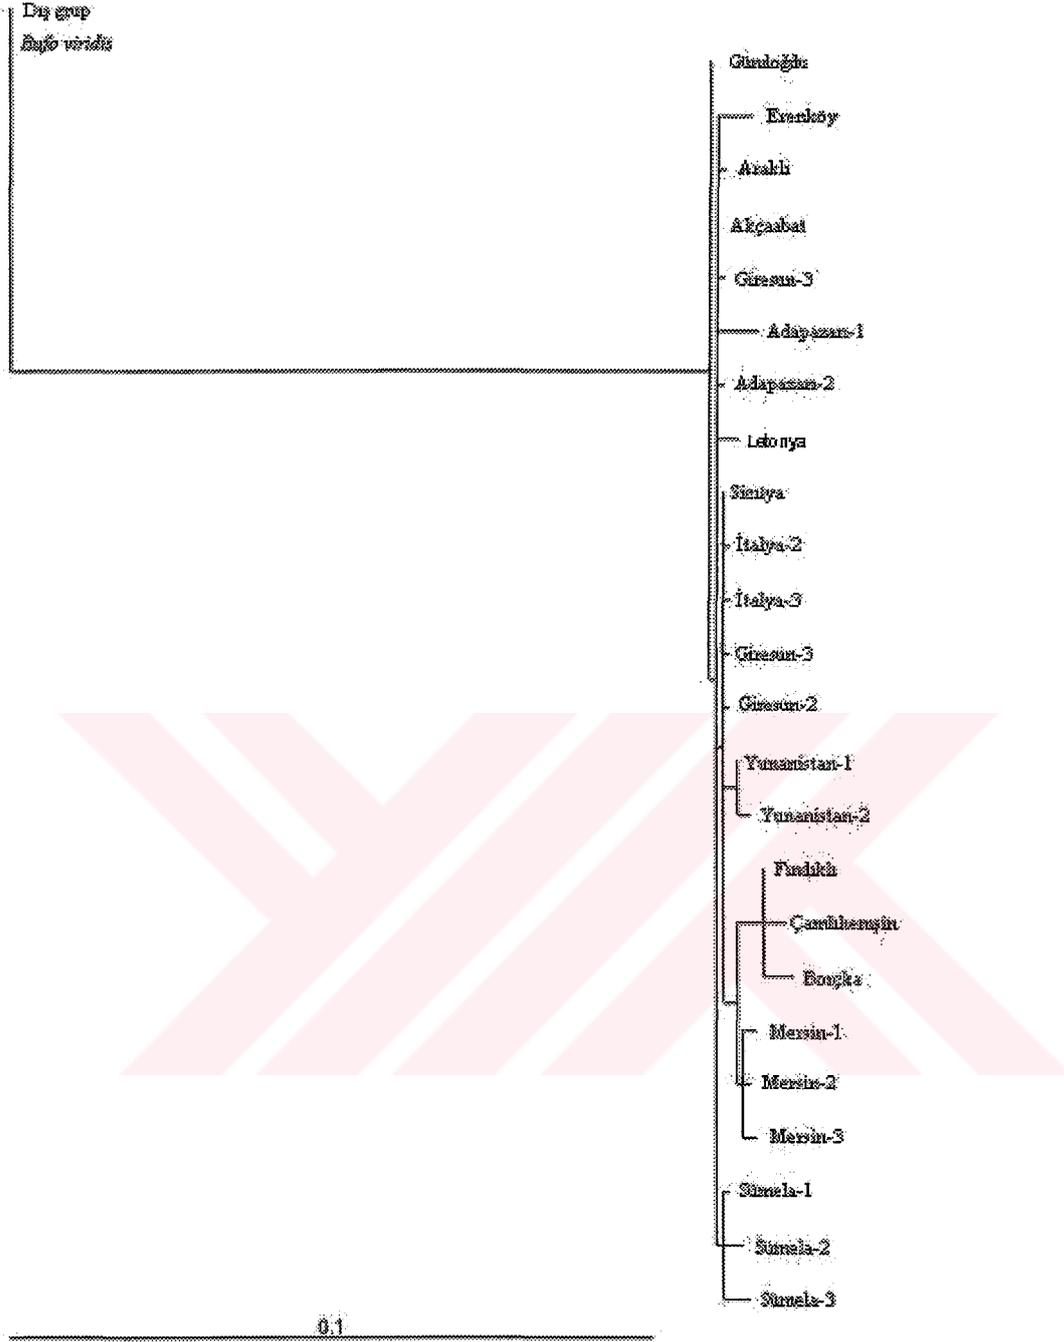 Dış grup
Bufo viridis
Erenköy
Araklı
Akçaabat
Giresun-3
Adapazarı-1
Adapazarı-2
Letonya
Sicilya
İtalya-2
İtalya-3
Giresun-3
Giresun-2
Yunanistan-1
Yunanistan-2
Fındıklı
Çamlıhemşin
Borçka
Mersin-1
Mersin-2
Mersin-3
Sümela-1
Sümela-2
Sümela-3
0.1